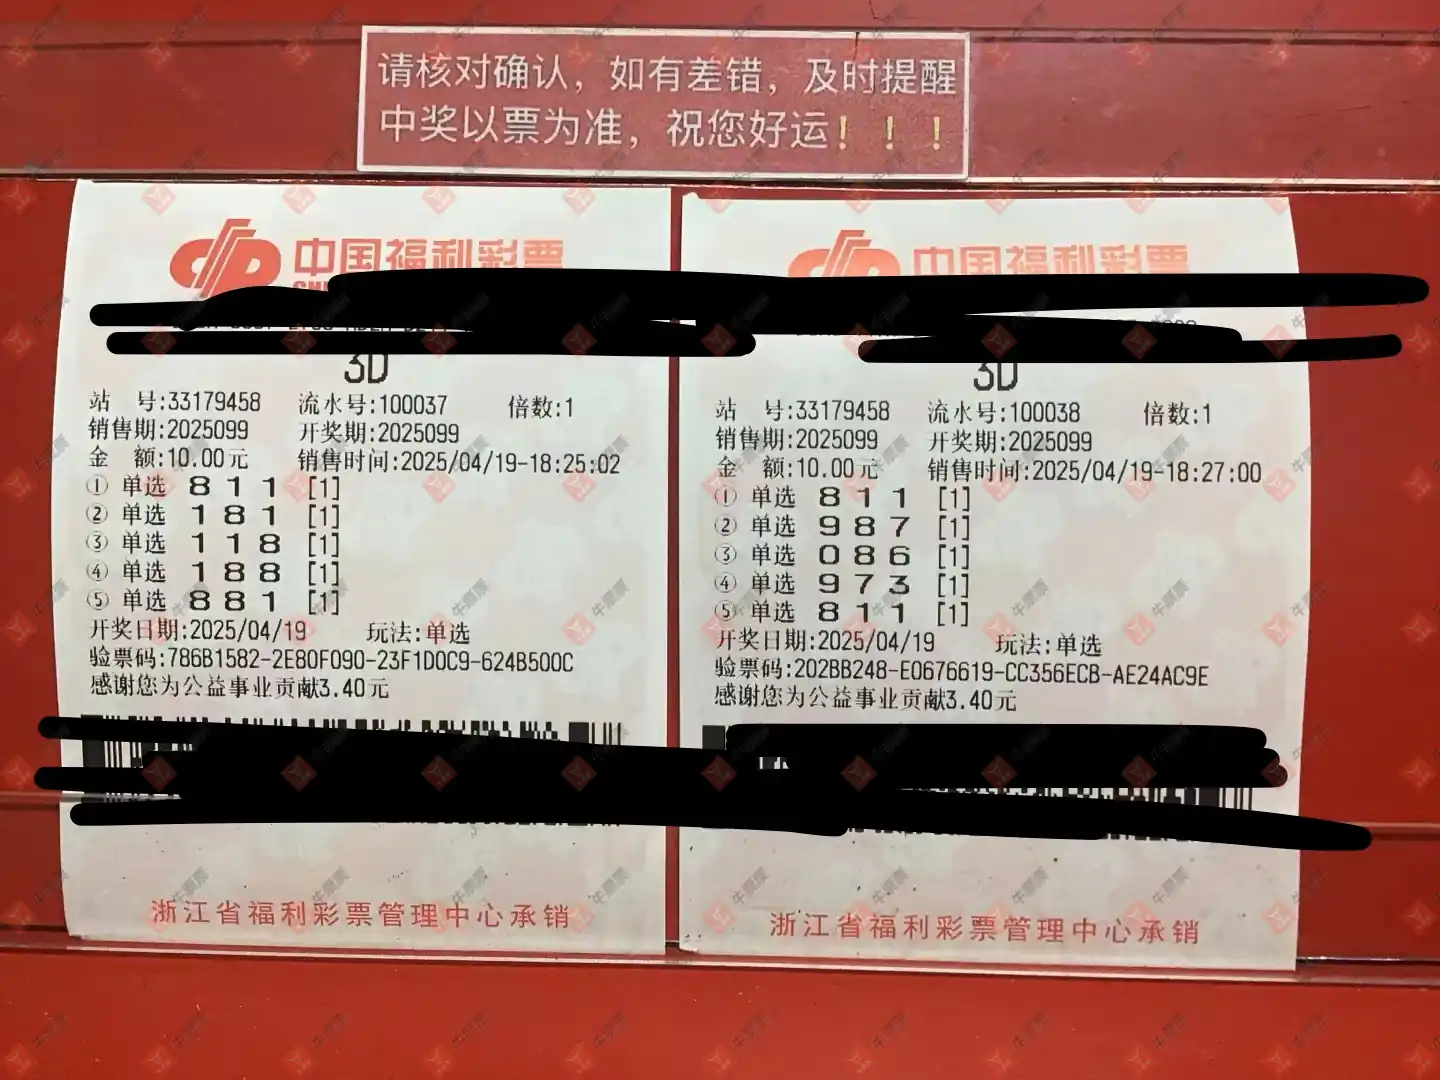 请核对确认，如有差错，及时提醒
中奖以票为准，祝您好运！！！
中国福利彩票
3D
站 号:33179458 流水号:100037 倍数:1
销售期:2025099 开奖期:2025099
金 额:10.00元 销售时间:2025/04/19-18:25:02
① 单选 8 1 1 [1]
② 单选 1 8 1 [1]
③ 单选 1 1 8 [1]
④ 单选 1 8 8 [1]
⑤ 单选 8 8 1 [1]
开奖日期:2025/04/19 玩法:单选
验票码:786B1582-2E80F090-23F1D0C9-624B500C
感谢您为公益事业贡献3.40元
浙江省福利彩票管理中心承销
中国福利彩票
3D
站 号:33179458 流水号:100038 倍数:1
销售期:2025099 开奖期:2025099
金 额:10.00元 销售时间:2025/04/19-18:27:00
① 单选 8 1 1 [1]
② 单选 9 8 7 [1]
③ 单选 0 8 6 [1]
④ 单选 9 7 3 [1]
⑤ 单选 8 1 1 [1]
开奖日期:2025/04/19 玩法:单选
验票码:202BB248-E0676619-CC356ECB-AE24AC9E
感谢您为公益事业贡献3.40元
浙江省福利彩票管理中心承销